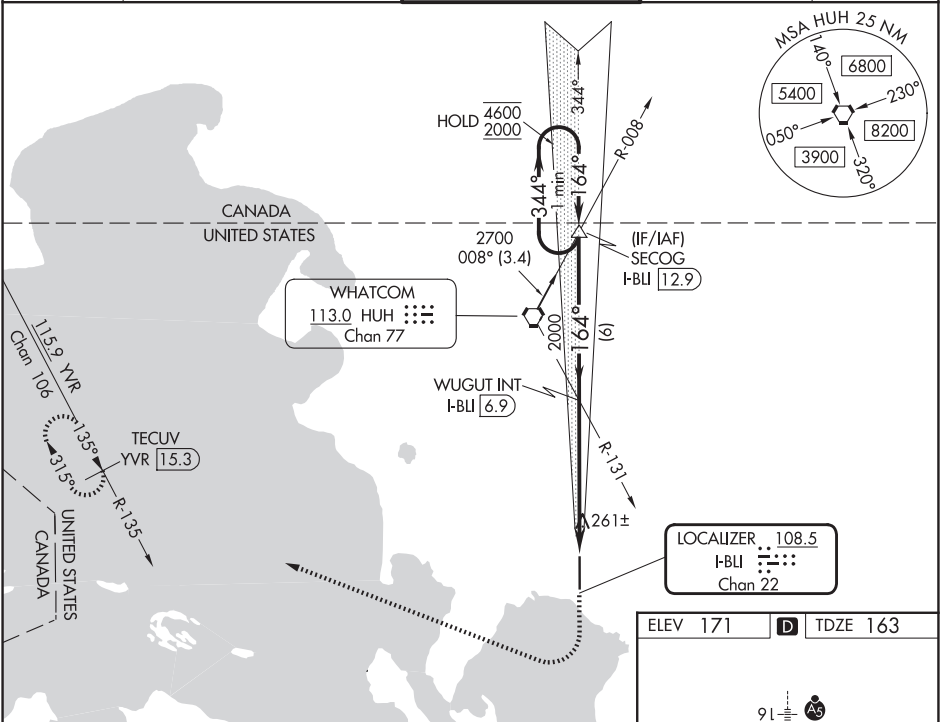 MSA HUH 25 NM
140°
6800
5400
230°
050°
8200
3900
320°
HOLD 4600
2000
344°
R-008
344°
1 min
164°
CANADA
UNITED STATES
2700
008° (3.4)
(IF/IAF)
SECOG
I-BLI 12.9
WHATCOM
113.0 HUH
Chan 77
2000
164°
(6)
WUGUT INT
I-BLI 6.9
115.9 YVR
Chan 106
135°
TECUV
YVR 15.3
315°
R-135
R-131
261±
UNITED STATES
CANADA
LOCALIZER 108.5
I-BLI
Chan 22
ELEV 171 D TDZE 163
16
A5